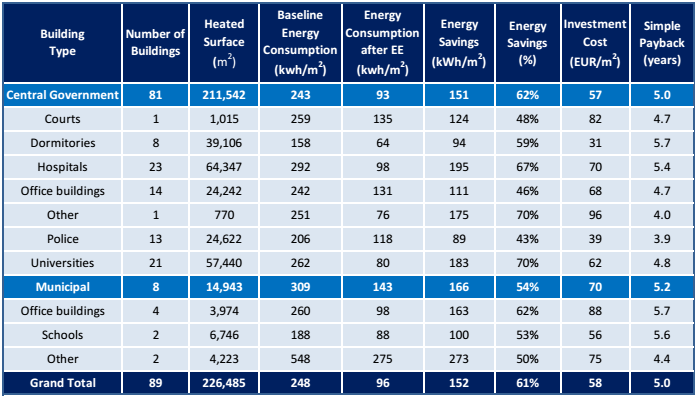 Building Type | Number of Buildings | Heated Surface (m²) | Baseline Energy Consumption (kwh/m²) | Energy Consumption after EE (kwh/m²) | Energy Savings (kWh/m²) | Energy Savings (%) | Investment Cost (EUR/m²) | Simple Payback (years)
Central Government | 81 | 211,542 | 243 | 93 | 151 | 62% | 57 | 5.0
Courts | 1 | 1,015 | 259 | 135 | 124 | 48% | 82 | 4.7
Dormitories | 8 | 39,106 | 158 | 64 | 94 | 59% | 31 | 5.4
Hospitals | 23 | 64,347 | 292 | 98 | 195 | 67% | 70 | 5.7
Office buildings | 14 | 24,242 | 242 | 131 | 111 | 46% | 68 | 4.7
Other | 1 | 770 | 251 | 76 | 175 | 70% | 96 | 4.0
Police | 13 | 24,622 | 206 | 118 | 89 | 43% | 39 | 3.9
Universities | 21 | 57,440 | 262 | 80 | 183 | 70% | 62 | 4.8
Municipal | 8 | 14,943 | 309 | 143 | 166 | 54% | 70 | 5.2
Office buildings | 4 | 3,974 | 260 | 98 | 163 | 62% | 88 | 5.7
Schools | 2 | 6,746 | 188 | 88 | 100 | 53% | 56 | 5.6
Other | 2 | 4,223 | 548 | 275 | 273 | 50% | 75 | 4.4
Grand Total | 89 | 226,485 | 248 | 96 | 152 | 61% | 58 | 5.0